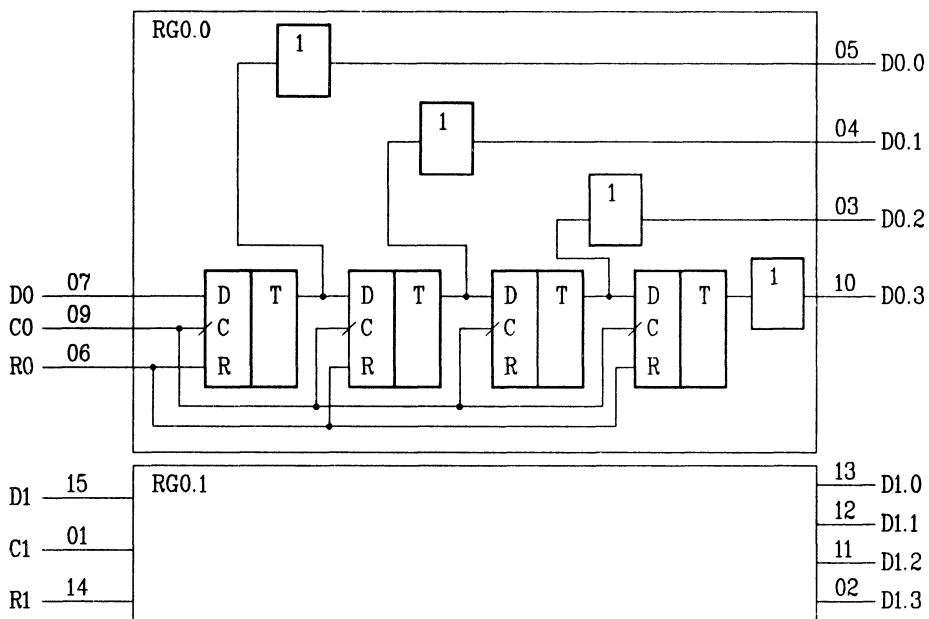 RG0.0
1
05 D0.0
1
04 D0.1
1
03 D0.2
D0 07 D T D T D T D T 1 10 D0.3
C0 09 C C C C
R0 06 R R R R
RG0.1
13 D1.0
D1 15
12 D1.1
C1 01
11 D1.2
R1 14
02 D1.3